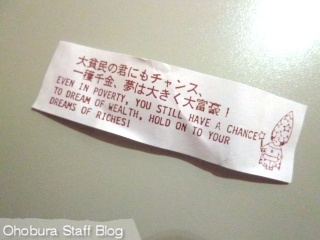 大貧民の君にもチャンス、
一種千金、夢は大きく大富豪！
EVEN IN POVERTY, YOU STILL HAVE A CHANCE
TO DREAM OF WEALTH, HOLD ON TO YOUR
DREAMS OF RICHES!
Ohobura Staff Blog